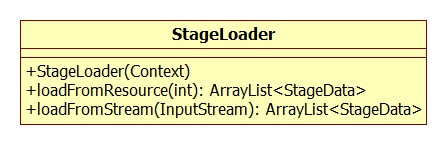 StageLoader
+StageLoader(Context)
+loadFromResource(int): ArrayList<StageData>
+loadFromStream(InputStream): ArrayList<StageData>